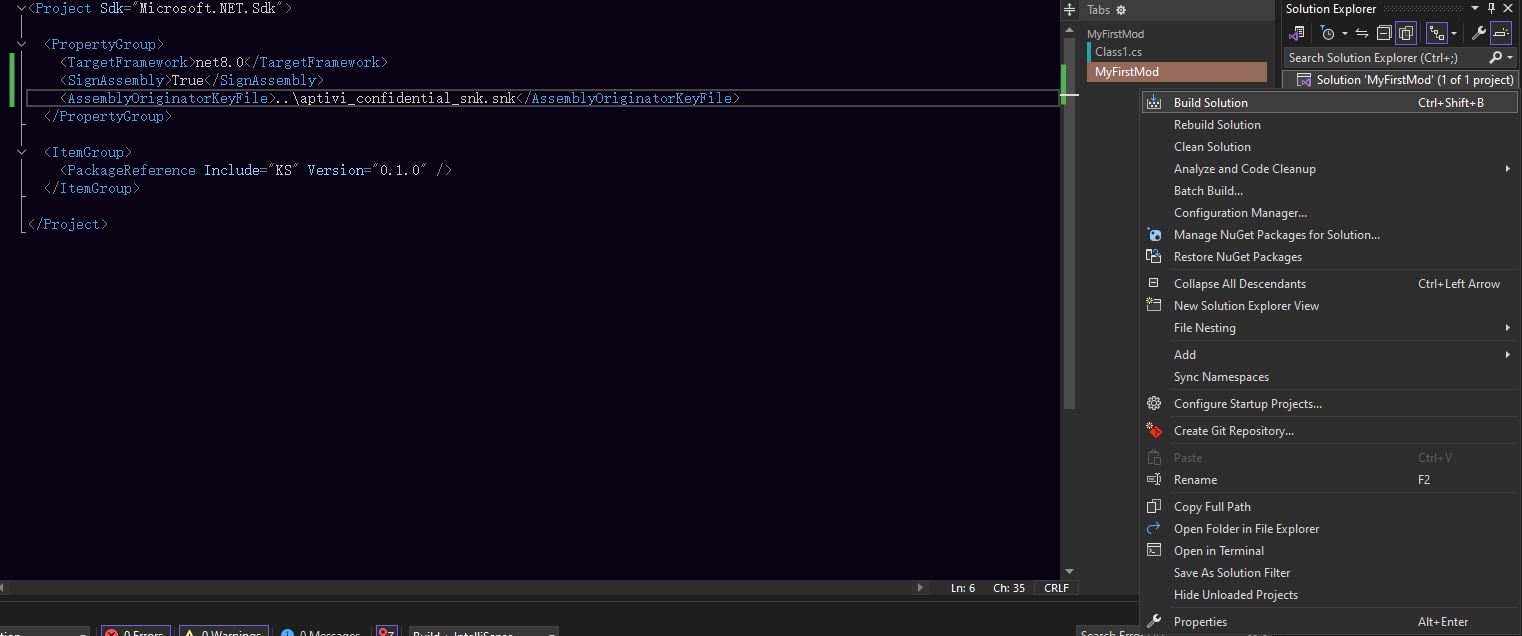 <Project Sdk="Microsoft.NET.Sdk">
<PropertyGroup>
<TargetFramework>net8.0</TargetFramework>
<SignAssembly>True</SignAssembly>
<AssemblyOriginatorKeyFile>..\aptivi_confidential_snk.snk</AssemblyOriginatorKeyFile>
</PropertyGroup>
<ItemGroup>
<PackageReference Include="KS" Version="0.1.0" />
</ItemGroup>
</Project>
Ln: 6 Ch: 35 CRLF
0 Errors 0 Warnings 0 Messages Build + IntelliSense
Tabs
MyFirstMod
Class1.cs
MyFirstMod
Solution Explorer
Search Solution Explorer (Ctrl+;)
Solution 'MyFirstMod' (1 of 1 project)
Build Solution Ctrl+Shift+B
Rebuild Solution
Clean Solution
Analyze and Code Cleanup
Batch Build...
Configuration Manager...
Manage NuGet Packages for Solution...
Restore NuGet Packages
Collapse All Descendants Ctrl+Left Arrow
New Solution Explorer View
File Nesting
Add
Sync Namespaces
Configure Startup Projects...
Create Git Repository...
Paste Ctrl+V
Rename F2
Copy Full Path
Open Folder in File Explorer
Open in Terminal
Save As Solution Filter
Hide Unloaded Projects
Properties Alt+Enter
Search Error